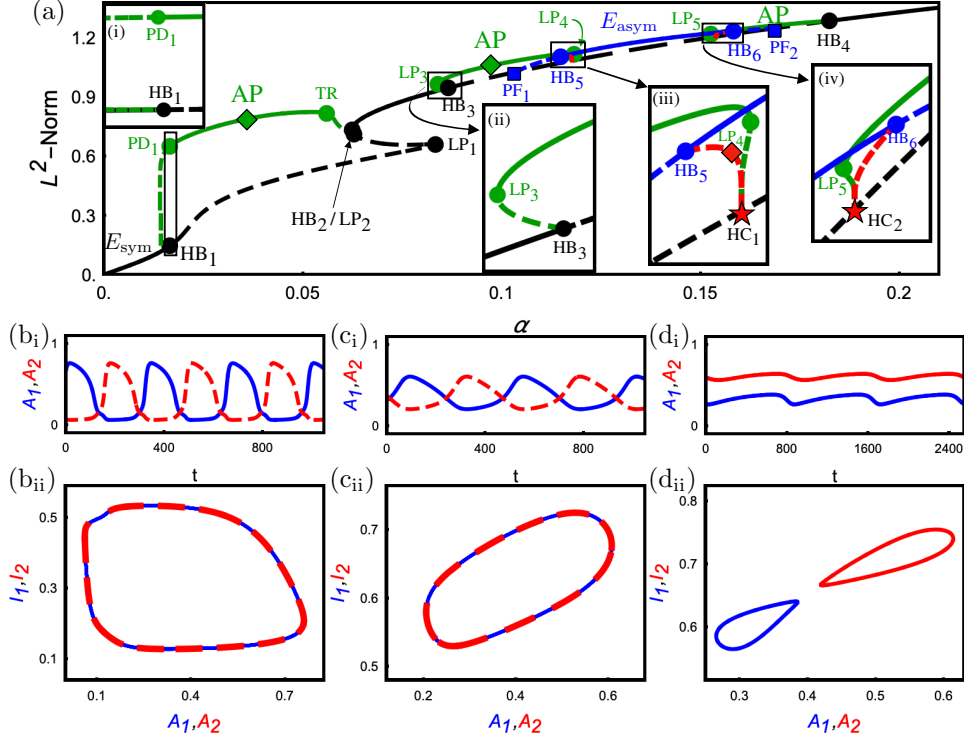 (a)
L²-Norm
1.2
0.9
0.6
0.3
0.
0.
0.05
0.1
0.15
0.2
α
(i)
PD1
HB1
PD1
AP
TR
HB2/LP2
LP1
Esym
HB1
LP3
HB3
AP
LP4
PF1
HB5
Easym
LP5
AP
HB6
PF2
HB4
(ii)
LP3
HB3
(iii)
LP4
HB5
HC1
(iv)
HB6
LP5
HC2
(bi)
A1,A2
1
0
0
400
800
t
(ci)
A1,A2
1
0
0
400
800
t
(di)
A1,A2
1
0
0
800
1600
2400
t
(bii)
I1,I2
0.5
0.3
0.1
0.1
0.4
0.7
A1,A2
(cii)
I1,I2
0.7
0.6
0.5
0.2
0.4
0.6
A1,A2
(dii)
I1,I2
0.8
0.7
0.6
0.3
0.4
0.5
0.6
A1,A2